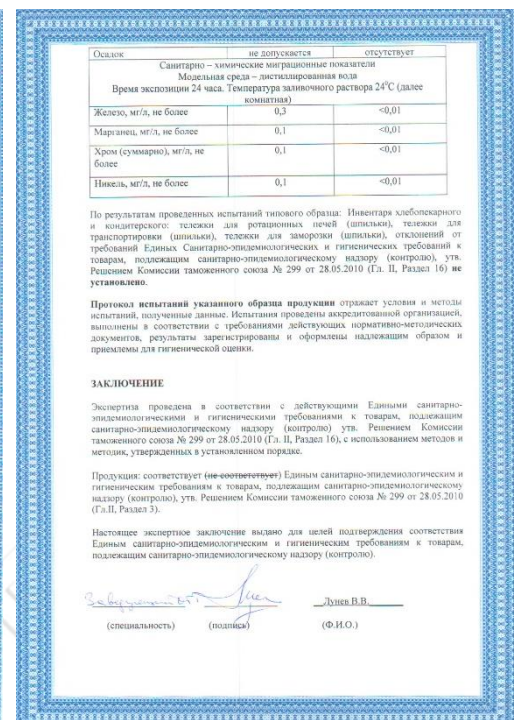 Осадок не допускается отсутствует
Санитарно – химические миграционные показатели
Модельная среда – дистиллированная вода
Время экспозиции 24 часа. Температура заливочного раствора 24°С (далее
комнатная)
Железо, мг/л, не более 0,3 <0,01
Марганец, мг/л, не более 0,1 <0,01
Хром (суммарно), мг/л, не более 0,1 <0,01
Никель, мг/л, не более 0,1 <0,01
По результатам проведенных испытаний типового образца: Инвентаря хлебопекарного
и кондитерского: тележки для ротационных печей (шпильки), тележки для
транспортировки (шпильки), тележки для заморозки (шпильки), отклонений от
требований Единых Санитарно-эпидемиологических и гигиенических требований к
товарам, подлежащим санитарно-эпидемиологическому надзору (контролю), утв.
Решением Комиссии таможенного союза № 299 от 28.05.2010 (Гл. II, Раздел 16) не
установлено.
Протокол испытаний указанного образца продукции отражает условия и методы
испытаний, полученные данные. Испытания проведены аккредитованной организацией,
выполнены в соответствии с требованиями действующих нормативно-методических
документов, результаты зарегистрированы и оформлены надлежащим образом и
приемлемы для гигиенической оценки.
ЗАКЛЮЧЕНИЕ
Экспертиза проведена в соответствии с действующими Едиными санитарно-
эпидемиологическими и гигиеническими требованиями к товарам, подлежащим
санитарно-эпидемиологическому надзору (контролю) утв. Решением Комиссии
таможенного союза № 299 от 28.05.2010 (Гл. II, Раздел 16), с использованием методов и
методик, утвержденных в установленном порядке.
Продукция: соответствует (не соответствует) Единым санитарно-эпидемиологическим и
гигиеническим требованиям к товарам, подлежащим санитарно-эпидемиологическому
надзору (контролю), утв. Решением Комиссии таможенного союза № 299 от 28.05.2010
(Гл.II, Раздел 3).
Настоящее экспертное заключение выдано для целей подтверждения соответствия
Единым санитарно-эпидемиологическим и гигиеническим требованиям к товарам,
подлежащим санитарно-эпидемиологическому надзору (контролю).
Лунев В.В.
(специальность) (подпись) (Ф.И.О.)